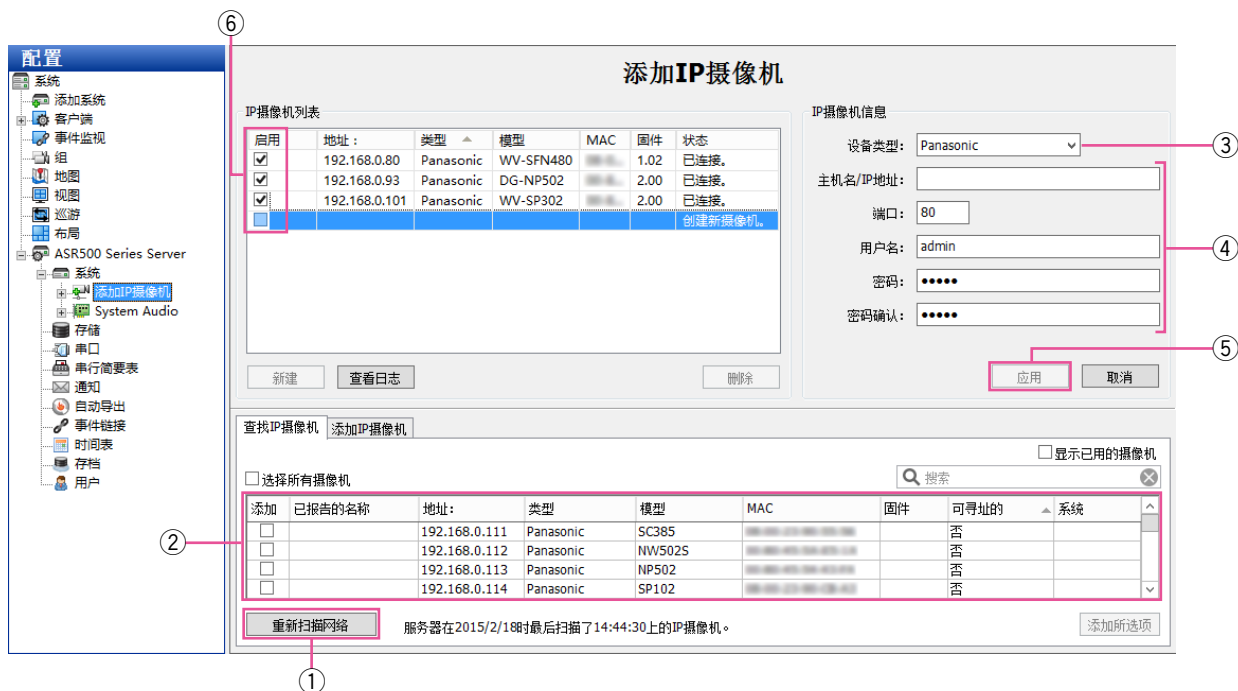 ⑥
配置
系统
添加系统
客户端
事件监视
组
地图
视图
巡游
布局
ASR500 Series Server
系统
添加IP摄像机
System Audio
存储
串口
串行简要表
通知
自动导出
事件链接
时间表
存档
用户
添加IP摄像机
IP摄像机列表
启用 地址： 类型 模型 MAC 固件 状态
192.168.0.80 Panasonic WV-SFN480 1.02 已连接。
192.168.0.93 Panasonic DG-NP502 2.00 已连接。
192.168.0.101 Panasonic WV-SP302 2.00 已连接。
创建新摄像机。
新建 查看日志 删除
IP摄像机信息
设备类型： Panasonic
③
主机名/IP地址：
端口： 80
用户名： admin
④
密码： •••••
密码确认： •••••
⑤
应用 取消
查找IP摄像机 添加IP摄像机
显示已用的摄像机
选择所有摄像机 搜索
添加 已报告的名称 地址： 类型 模型 MAC 固件 可寻址的 系统
192.168.0.111 Panasonic SC385 否
192.168.0.112 Panasonic NW502S 否
192.168.0.113 Panasonic NP502 否
192.168.0.114 Panasonic SP102 否
②
重新扫描网络 服务器在2015/2/18时最后扫描了14:44:30上的IP摄像机。 添加所选项
①